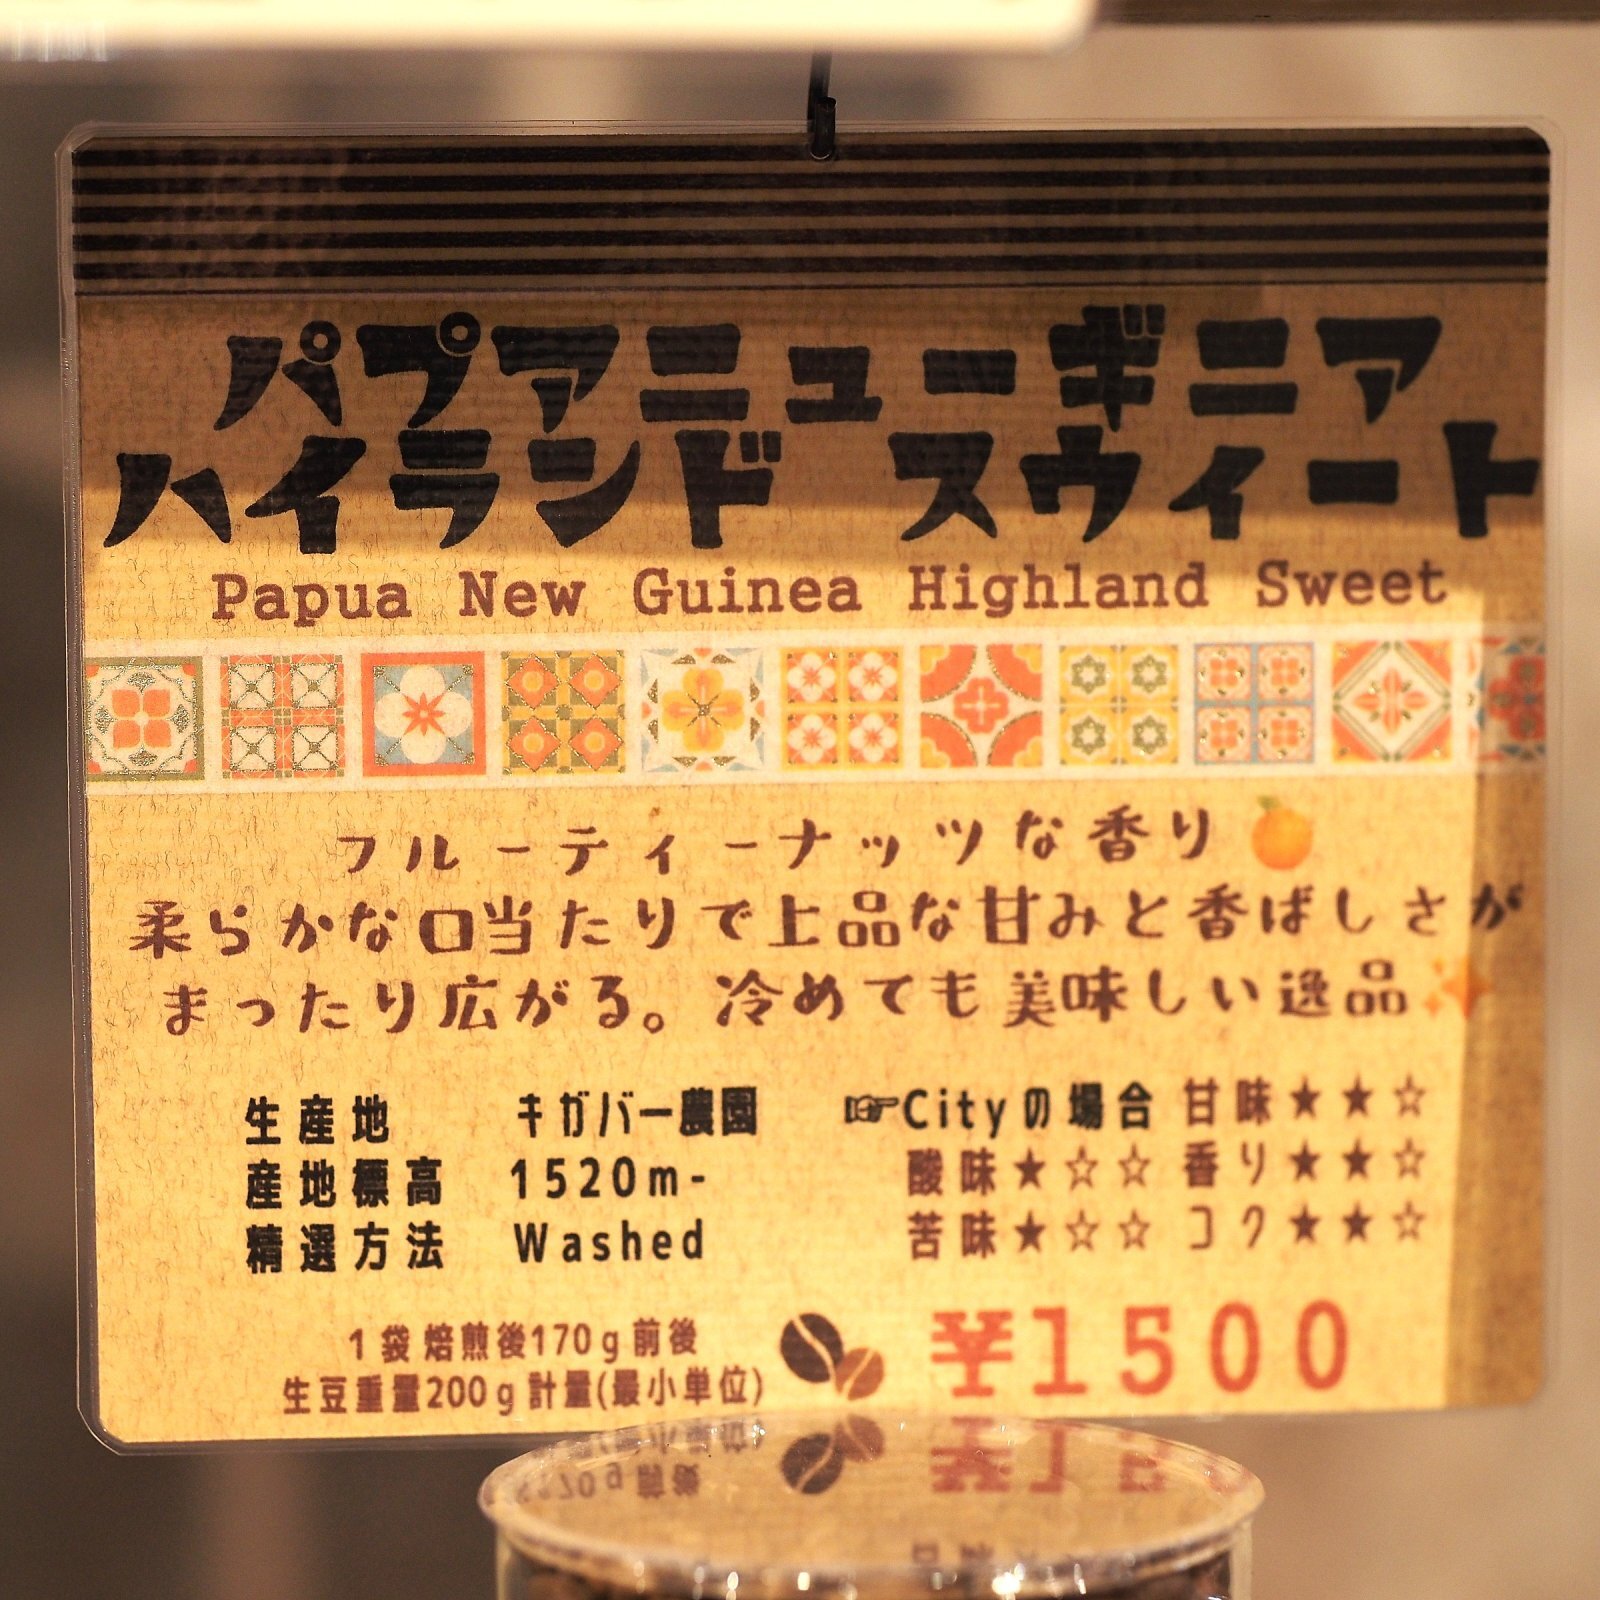 パプアニューギニア
ハイランド スウィート
Papua New Guinea Highland Sweet
フルーティーナッツな香り
柔らかな口当たりで上品な甘みと香ばしさが
まったり広がる。冷めても美味しい逸品
生産地 キガバー農園
産地標高 1520m-
精選方法 Washed
☞Cityの場合 甘味★★☆
酸味★☆☆ 香り★★☆
苦味★☆☆ コク★★☆
1袋焙煎後170g前後
生豆重量200g計量(最小単位)
¥1500